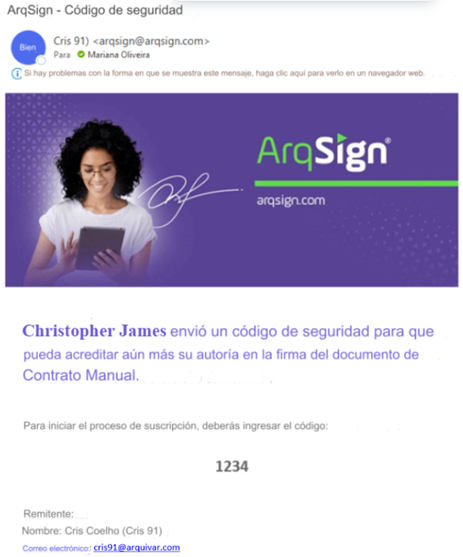 ArqSign - Código de seguridad
Bien
Cris 91) <arqsign@arqsign.com>
Para Mariana Oliveira
Si hay problemas con la forma en que se muestra este mensaje, haga clic aquí para verlo en un navegador web.
ArqSign®
arqsign.com
Christopher James envió un código de seguridad para que
pueda acreditar aún más su autoría en la firma del documento de
Contrato Manual.
Para iniciar el proceso de suscripción, deberás ingresar el código:
1234
Remitente:
Nombre: Cris Coelho (Cris 91)
Correo electrónico: cris91@arquivar.com